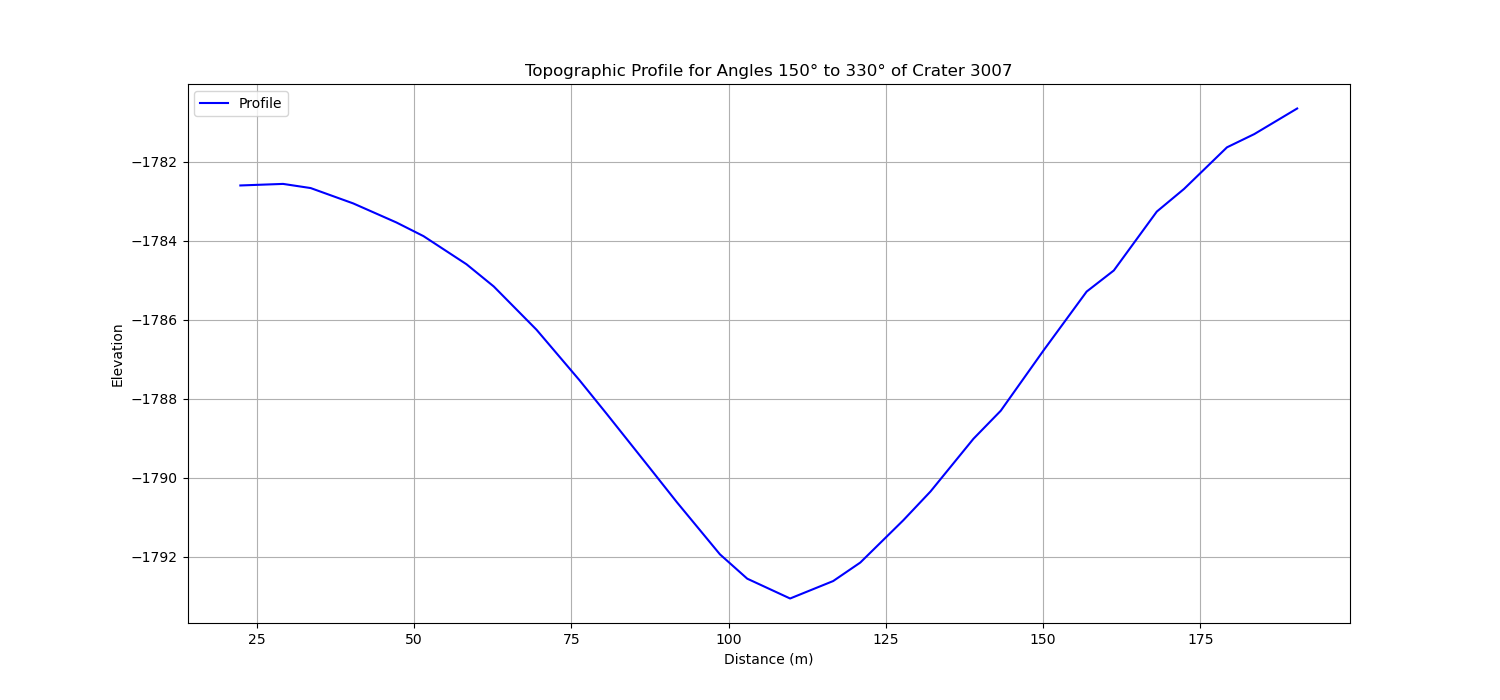 Topographic Profile for Angles 150° to 330° of Crater 3007
Profile
−1782
−1784
−1786
−1788
−1790
−1792
Elevation
25 50 75 100 125 150 175
Distance (m)